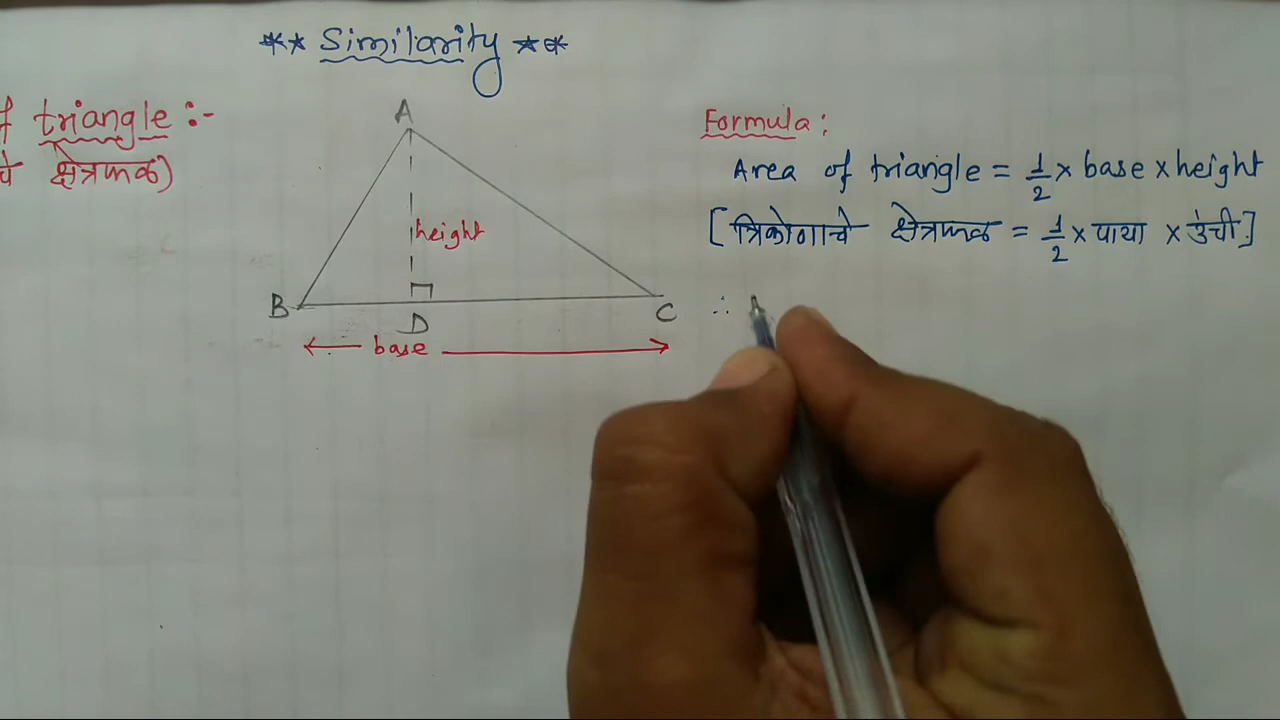 ** Similarity **
f triangle :-
चे क्षेत्रफळ)
A
height
B
D
C
base
Formula:
Area of triangle = 1/2 × base × height
[त्रिकोणाचे क्षेत्रफळ = 1/2 × पाया × उंची]
∴